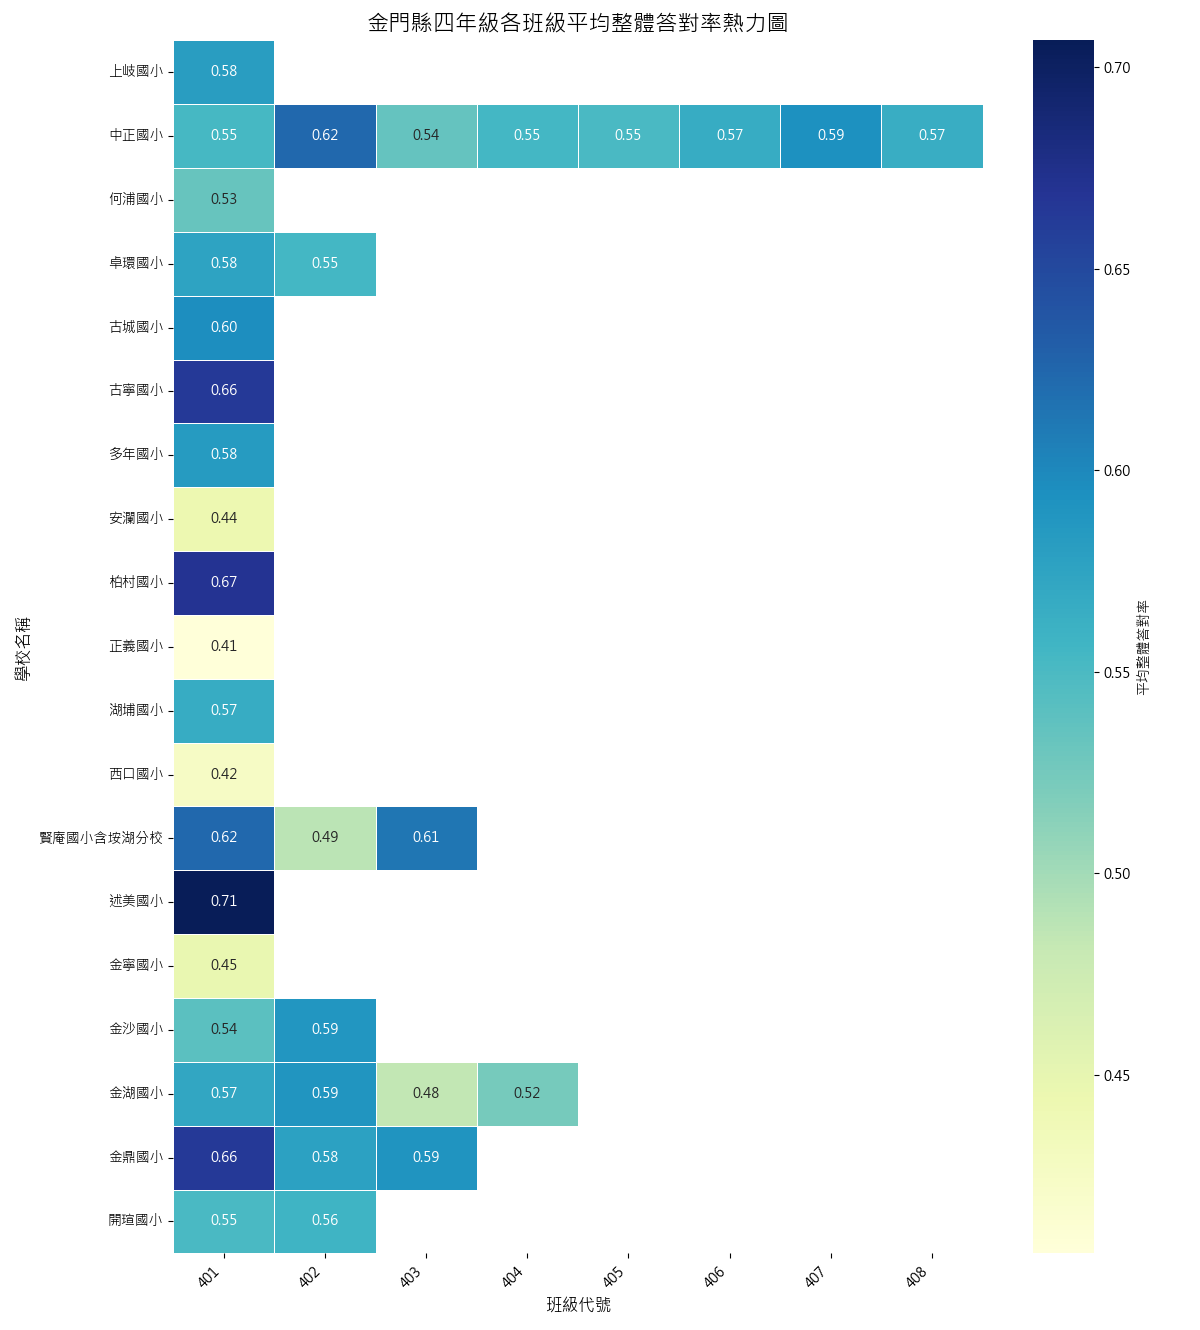 金門縣四年級各班級平均整體答對率熱力圖
學校名稱
上岐國小 0.58
中正國小 0.55 0.62 0.54 0.55 0.55 0.57 0.59 0.57
何浦國小 0.53
卓環國小 0.58 0.55
古城國小 0.60
古寧國小 0.66
多年國小 0.58
安瀾國小 0.44
柏村國小 0.67
正義國小 0.41
湖埔國小 0.57
西口國小 0.42
賢庵國小含垵湖分校 0.62 0.49 0.61
述美國小 0.71
金寧國小 0.45
金沙國小 0.54 0.59
金湖國小 0.57 0.59 0.48 0.52
金鼎國小 0.66 0.58 0.59
開瑄國小 0.55 0.56
401 402 403 404 405 406 407 408
班級代號
0.70
0.65
0.60
0.55
0.50
0.45
平均整體答對率